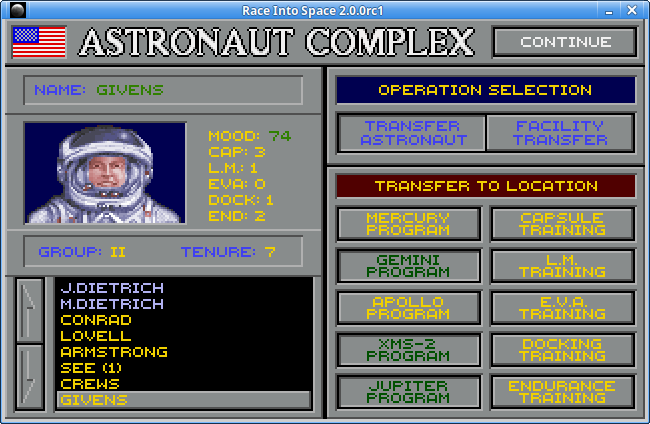 Race Into Space 2.0.0rc1
ASTRONAUT COMPLEX
CONTINUE
NAME: GIVENS
MOOD: 74
CAP: 3
L.M.: 1
EVA: 0
DOCK: 1
END: 2
GROUP: II TENURE: 7
J.DIETRICH
M.DIETRICH
CONRAD
LOVELL
ARMSTRONG
SEE (1)
CREWS
GIVENS
OPERATION SELECTION
TRANSFER
ASTRONAUT
FACILITY
TRANSFER
TRANSFER TO LOCATION
MERCURY
PROGRAM
CAPSULE
TRAINING
GEMINI
PROGRAM
L.M.
TRAINING
APOLLO
PROGRAM
E.V.A.
TRAINING
XMS-2
PROGRAM
DOCKING
TRAINING
JUPITER
PROGRAM
ENDURANCE
TRAINING